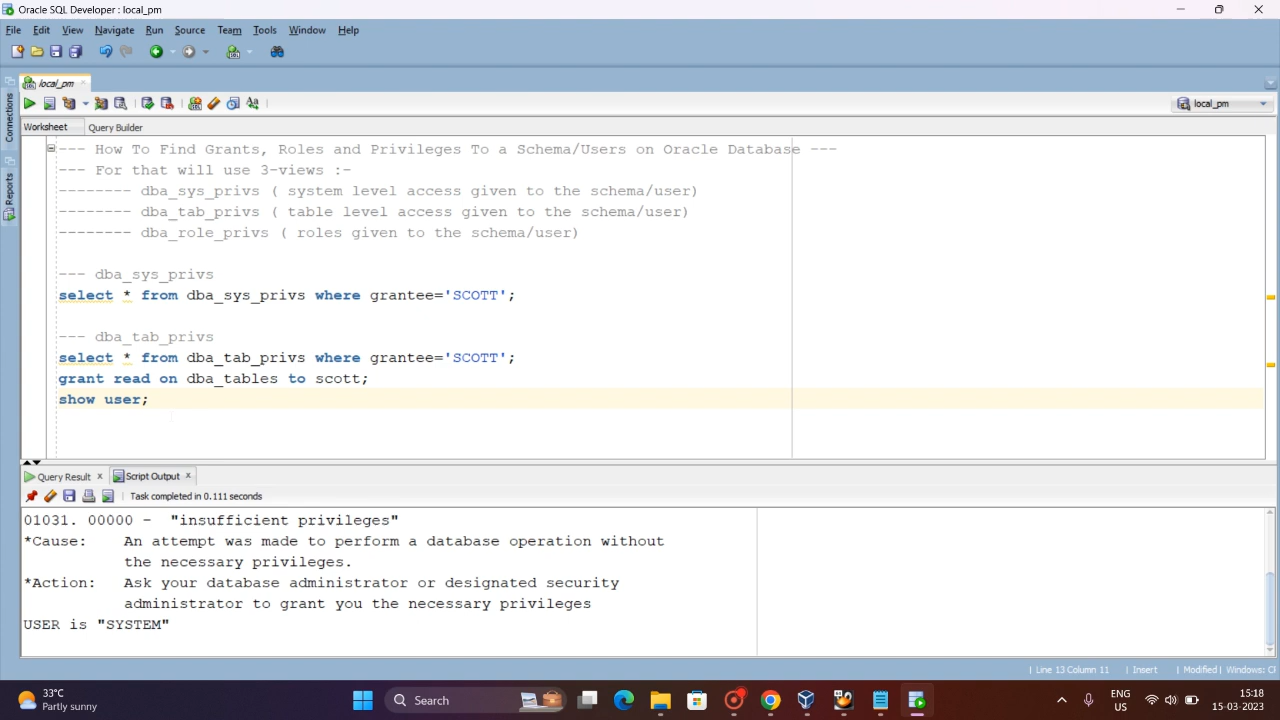 Oracle SQL Developer : local_pm
File Edit View Navigate Run Source Team Tools Window Help
local_pm
local_pm
Connections
Reports
Worksheet Query Builder
--- How To Find Grants, Roles and Privileges To a Schema/Users on Oracle Database ---
--- For that will use 3-views :-
-------- dba_sys_privs ( system level access given to the schema/user)
-------- dba_tab_privs ( table level access given to the schema/user)
-------- dba_role_privs ( roles given to the schema/user)
--- dba_sys_privs
select * from dba_sys_privs where grantee='SCOTT';
--- dba_tab_privs
select * from dba_tab_privs where grantee='SCOTT';
grant read on dba_tables to scott;
show user;
Query Result Script Output
Task completed in 0.111 seconds
01031. 00000 - "insufficient privileges"
*Cause: An attempt was made to perform a database operation without
the necessary privileges.
*Action: Ask your database administrator or designated security
administrator to grant you the necessary privileges
USER is "SYSTEM"
Line 13 Column 11 Insert Modified Windows: CF
33°C
Partly sunny
Search
ENG
US
15:18
15-03-2023